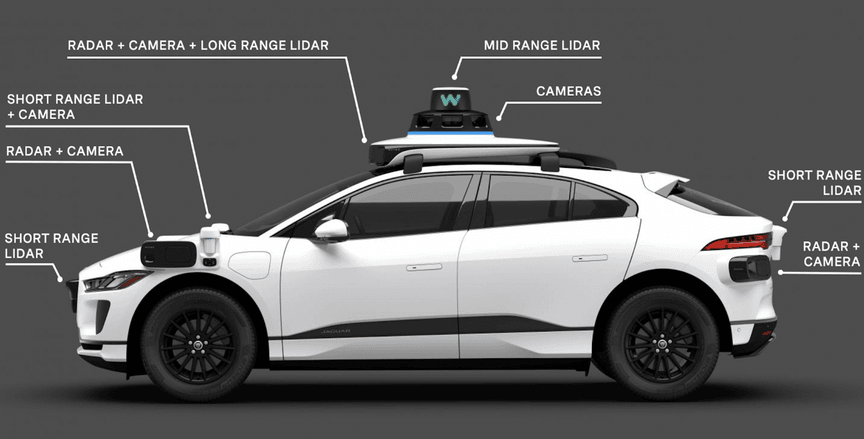 RADAR + CAMERA + LONG RANGE LIDAR
MID RANGE LIDAR
CAMERAS
SHORT RANGE LIDAR
+ CAMERA
RADAR + CAMERA
SHORT RANGE
LIDAR
SHORT RANGE
LIDAR
RADAR +
CAMERA
W
JAGUAR